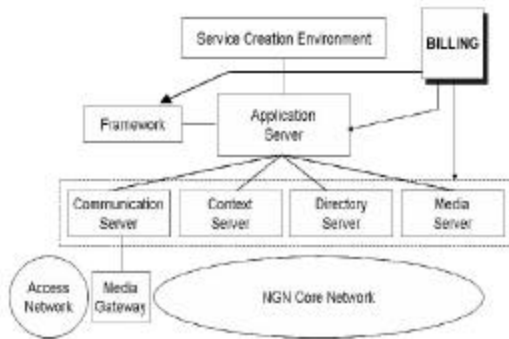 Service Creation Environment
BILLING
Framework
Application
Server
Communication
Server
Context
Server
Directory
Server
Media
Server
Access
Network
Media
Gateway
NGN Core Network